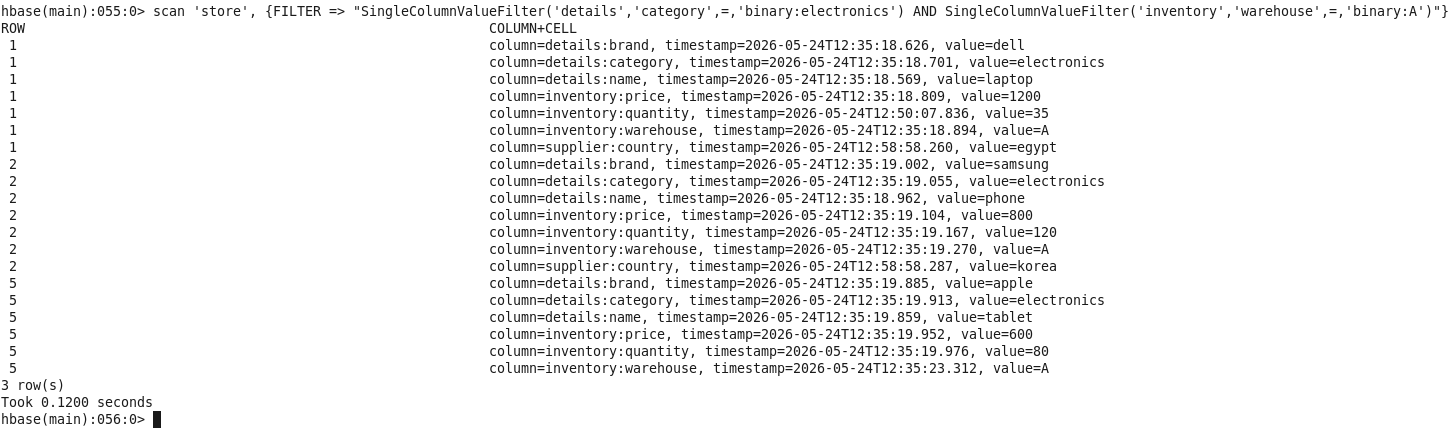 hbase(main):055:0> scan 'store', {FILTER => "SingleColumnValueFilter('details','category',=,'binary:electronics') AND SingleColumnValueFilter('inventory','warehouse',=,'binary:A')"}
ROW COLUMN+CELL
1 column=details:brand, timestamp=2026-05-24T12:35:18.626, value=dell
1 column=details:category, timestamp=2026-05-24T12:35:18.701, value=electronics
1 column=details:name, timestamp=2026-05-24T12:35:18.569, value=laptop
1 column=inventory:price, timestamp=2026-05-24T12:35:18.809, value=1200
1 column=inventory:quantity, timestamp=2026-05-24T12:50:07.836, value=35
1 column=inventory:warehouse, timestamp=2026-05-24T12:35:18.894, value=A
1 column=supplier:country, timestamp=2026-05-24T12:58:58.260, value=egypt
2 column=details:brand, timestamp=2026-05-24T12:35:19.002, value=samsung
2 column=details:category, timestamp=2026-05-24T12:35:19.055, value=electronics
2 column=details:name, timestamp=2026-05-24T12:35:18.962, value=phone
2 column=inventory:price, timestamp=2026-05-24T12:35:19.104, value=800
2 column=inventory:quantity, timestamp=2026-05-24T12:35:19.167, value=120
2 column=inventory:warehouse, timestamp=2026-05-24T12:35:19.270, value=A
2 column=supplier:country, timestamp=2026-05-24T12:58:58.287, value=korea
5 column=details:brand, timestamp=2026-05-24T12:35:19.885, value=apple
5 column=details:category, timestamp=2026-05-24T12:35:19.913, value=electronics
5 column=details:name, timestamp=2026-05-24T12:35:19.859, value=tablet
5 column=inventory:price, timestamp=2026-05-24T12:35:19.952, value=600
5 column=inventory:quantity, timestamp=2026-05-24T12:35:19.976, value=80
5 column=inventory:warehouse, timestamp=2026-05-24T12:35:23.312, value=A
3 row(s)
Took 0.1200 seconds
hbase(main):056:0>